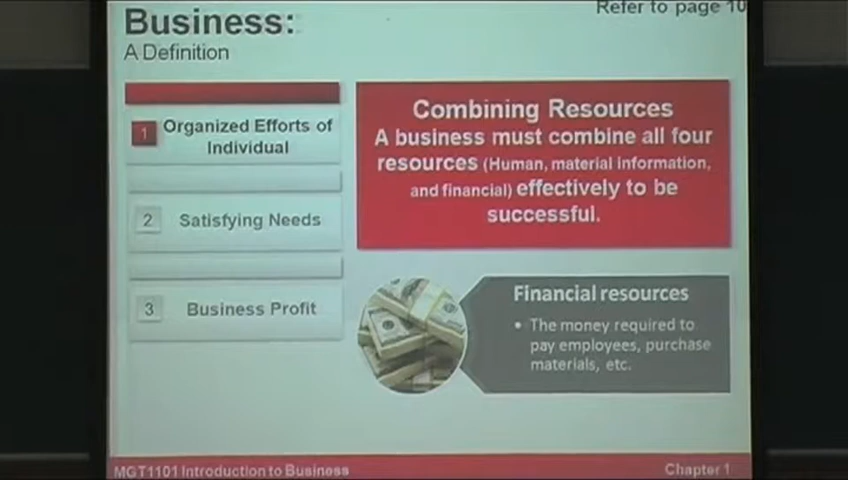 Business:
Refer to page 10
A Definition
1 Organized Efforts of
Individual
2 Satisfying Needs
3 Business Profit
Combining Resources
A business must combine all four
resources (Human, material information,
and financial) effectively to be
successful.
Financial resources
• The money required to
pay employees, purchase
materials, etc.
MGT1101 Introduction to Business
Chapter 1